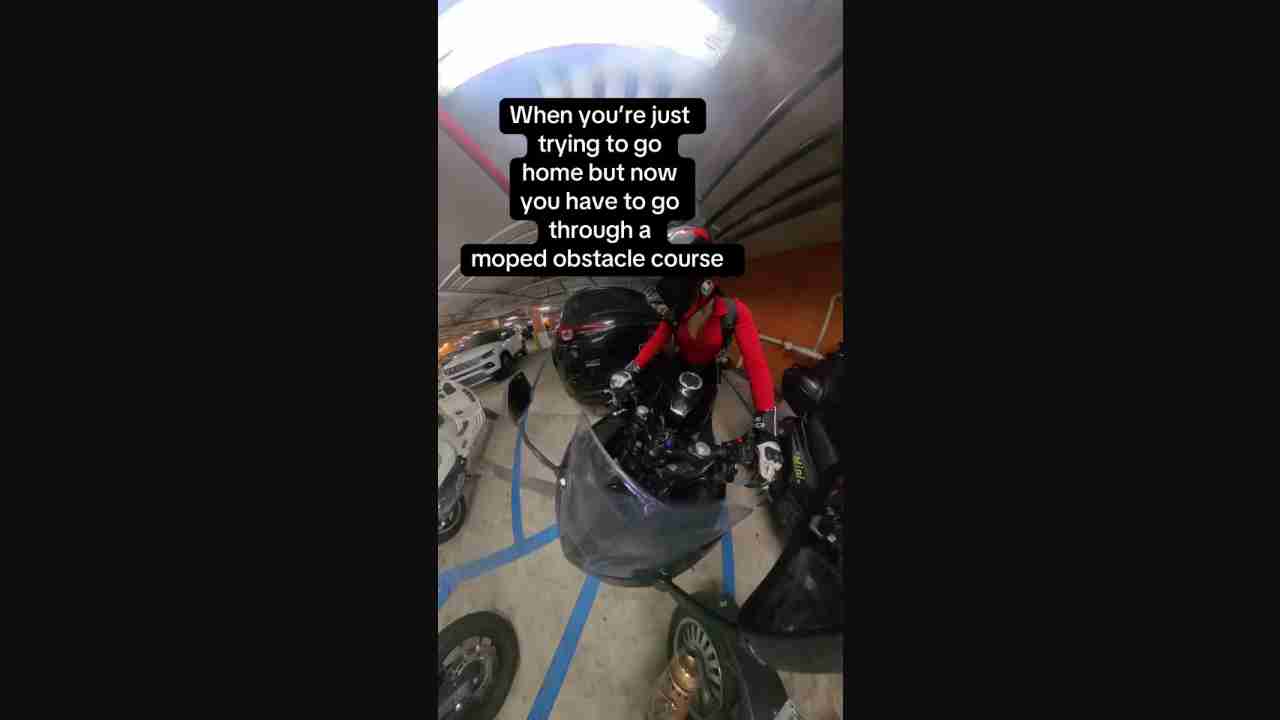 When you’re just
trying to go
home but now
you have to go
through a
moped obstacle course